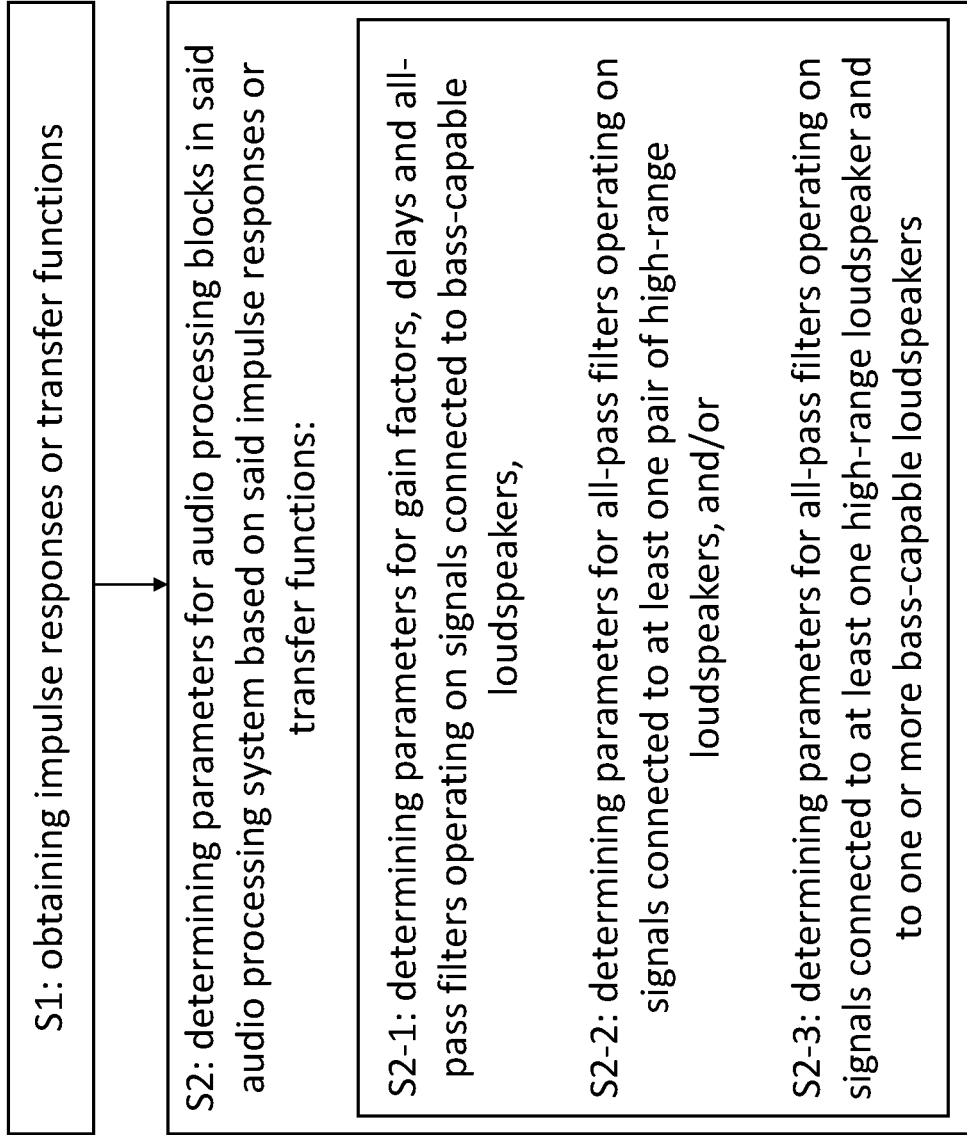 S1: obtaining impulse responses or transfer functions
S2: determining parameters for audio processing blocks in said
audio processing system based on said impulse responses or
transfer functions:
S2-1: determining parameters for gain factors, delays and all-
pass filters operating on signals connected to bass-capable
loudspeakers,
S2-2: determining parameters for all-pass filters operating on
signals connected to at least one pair of high-range
loudspeakers, and/or
S2-3: determining parameters for all-pass filters operating on
signals connected to at least one high-range loudspeaker and
to one or more bass-capable loudspeakers